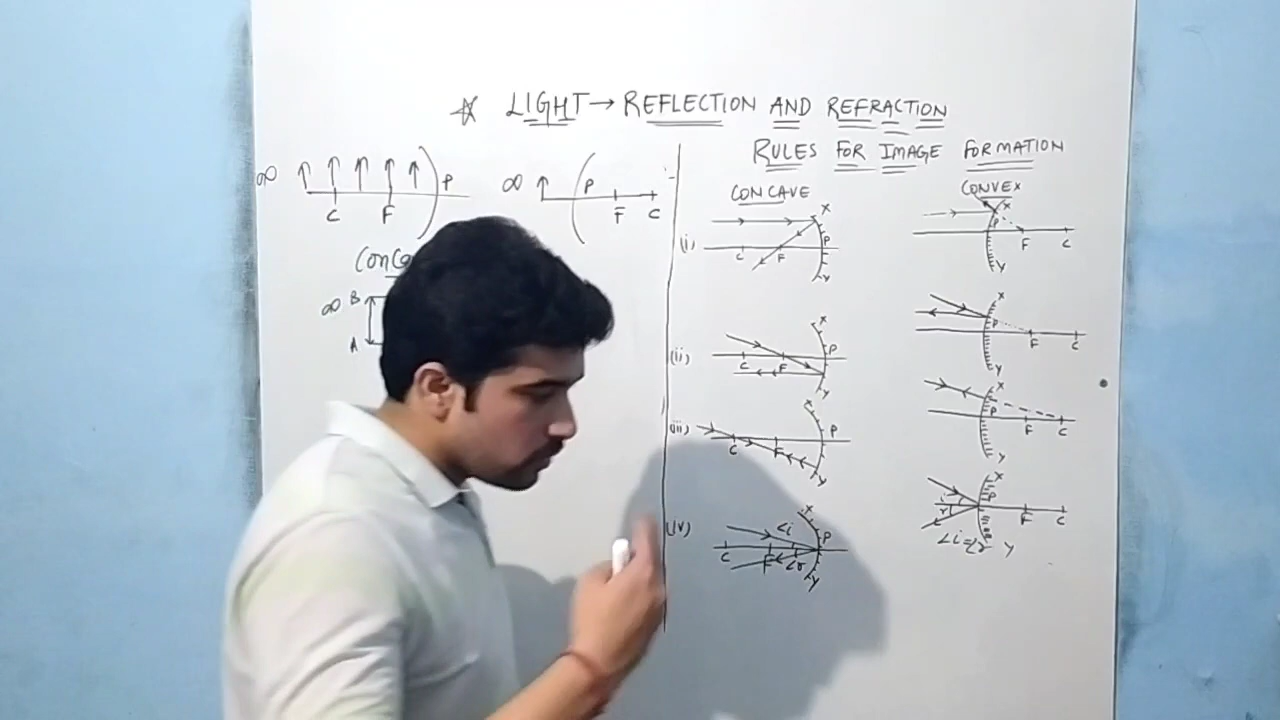 ☆ LIGHT → REFLECTION AND REFRACTION
∞ C F P
∞ P F C
∞ B
A
RULES FOR IMAGE FORMATION
CONCAVE
CONVEX
(i) C F P X Y
X P F C Y
(ii) C F P X Y
X P F C Y
(iii) C F P X Y
X P F C Y
(iv) C F ∠i ∠r P X Y
i r X P F C Y
∠i=∠r